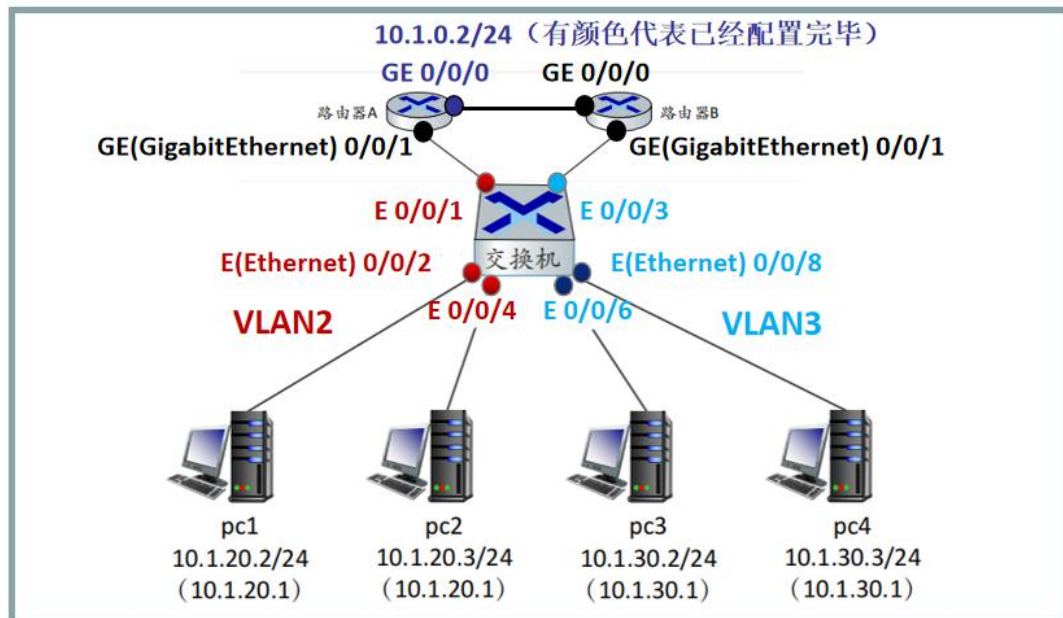 10.1.0.2/24（有颜色代表已经配置完毕）
GE 0/0/0 GE 0/0/0
路由器A 路由器B
GE(GigabitEthernet) 0/0/1 GE(GigabitEthernet) 0/0/1
E 0/0/1 E 0/0/3
E(Ethernet) 0/0/2 交换机 E(Ethernet) 0/0/8
VLAN2 E 0/0/4 E 0/0/6 VLAN3
pc1 pc2 pc3 pc4
10.1.20.2/24 10.1.20.3/24 10.1.30.2/24 10.1.30.3/24
（10.1.20.1） （10.1.20.1） （10.1.30.1） （10.1.30.1）